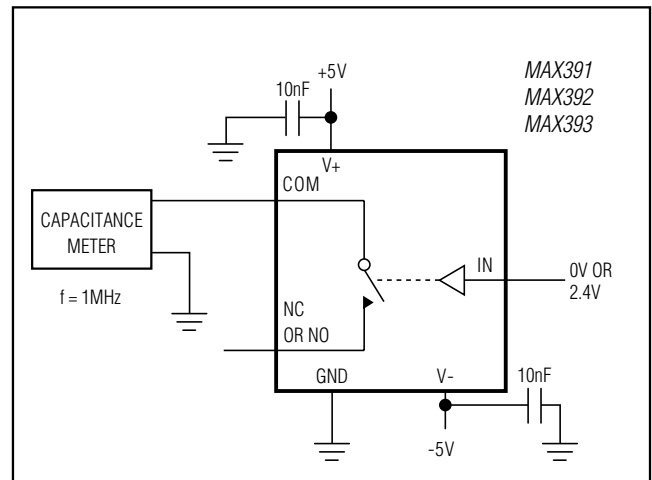 +5V
10nF
MAX391
MAX392
MAX393
V+
COM
CAPACITANCE
METER
IN
0V OR
2.4V
f = 1MHz
NC
OR NO
GND
V-
10nF
-5V